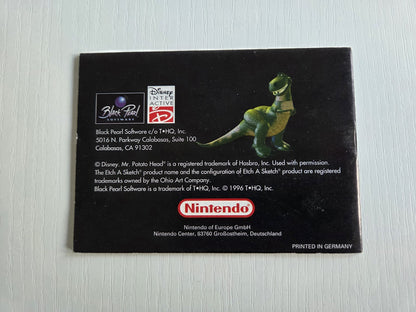 Black Pearl
SOFTWARE
Disney
INTER
ACTIVE
Black Pearl Software c/o T•HQ, Inc.
5016 N. Parkway Calabasas, Suite 100
Calabasas, CA 91302
© Disney. Mr. Potato Head® is a registered trademark of Hasbro, Inc. Used with permission.
The Etch A Sketch® product name and the configuration of Etch A Sketch® product are registered
trademarks owned by the Ohio Art Company.
Black Pearl Software is a trademark of T•HQ, Inc. © 1996 T•HQ, Inc.
Nintendo
Nintendo of Europe GmbH
Nintendo Center, 63760 Großostheim, Deutschland
PRINTED IN GERMANY